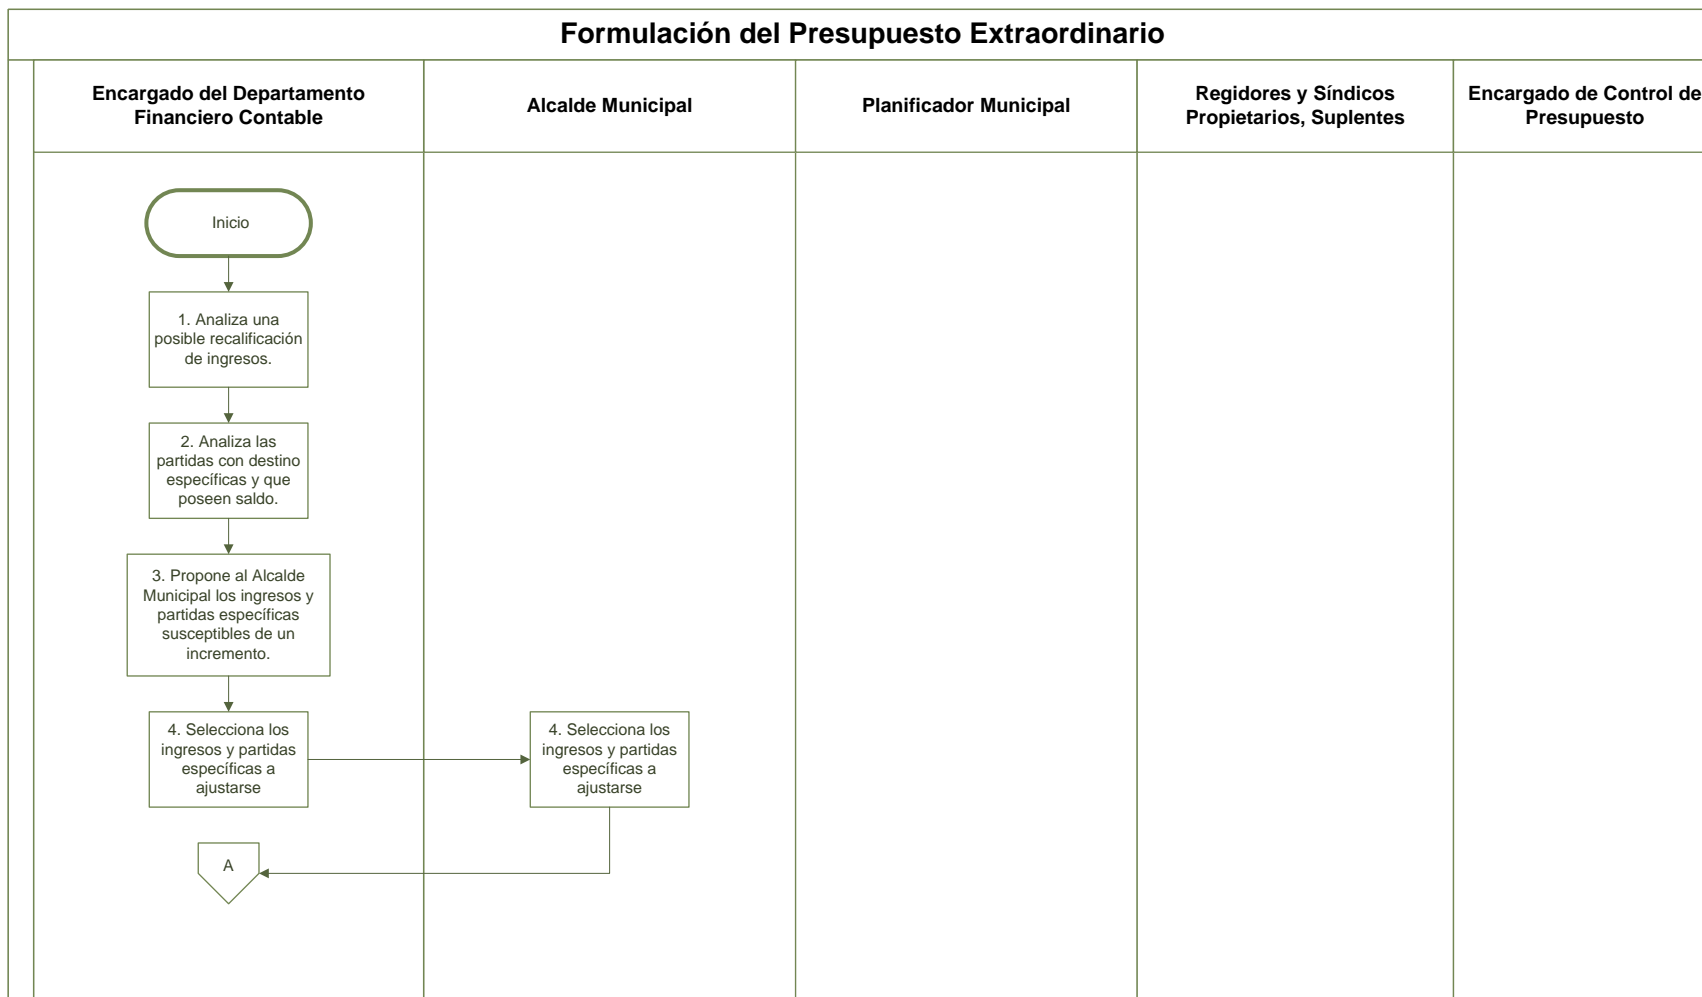 Formulación del Presupuesto Extraordinario
Encargado del Departamento
Financiero Contable
Alcalde Municipal
Planificador Municipal
Regidores y Síndicos
Propietarios, Suplentes
Encargado de Control de
Presupuesto
Inicio
1. Analiza una
posible recalificación
de ingresos.
2. Analiza las
partidas con destino
específicas y que
poseen saldo.
3. Propone al Alcalde
Municipal los ingresos y
partidas específicas
susceptibles de un
incremento.
4. Selecciona los
ingresos y partidas
específicas a
ajustarse
4. Selecciona los
ingresos y partidas
específicas a
ajustarse
A